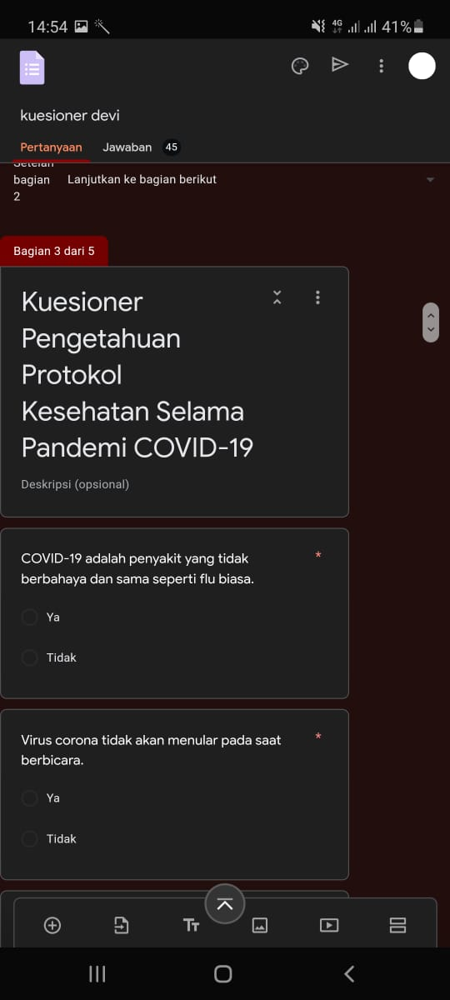 14:54
4G
41%
kuesioner devi
Pertanyaan Jawaban 45
Setelah
bagian Lanjutkan ke bagian berikut
2
Bagian 3 dari 5
Kuesioner
Pengetahuan
Protokol
Kesehatan Selama
Pandemi COVID-19
Deskripsi (opsional)
COVID-19 adalah penyakit yang tidak *
berbahaya dan sama seperti flu biasa.
Ya
Tidak
Virus corona tidak akan menular pada saat *
berbicara.
Ya
Tidak
TT